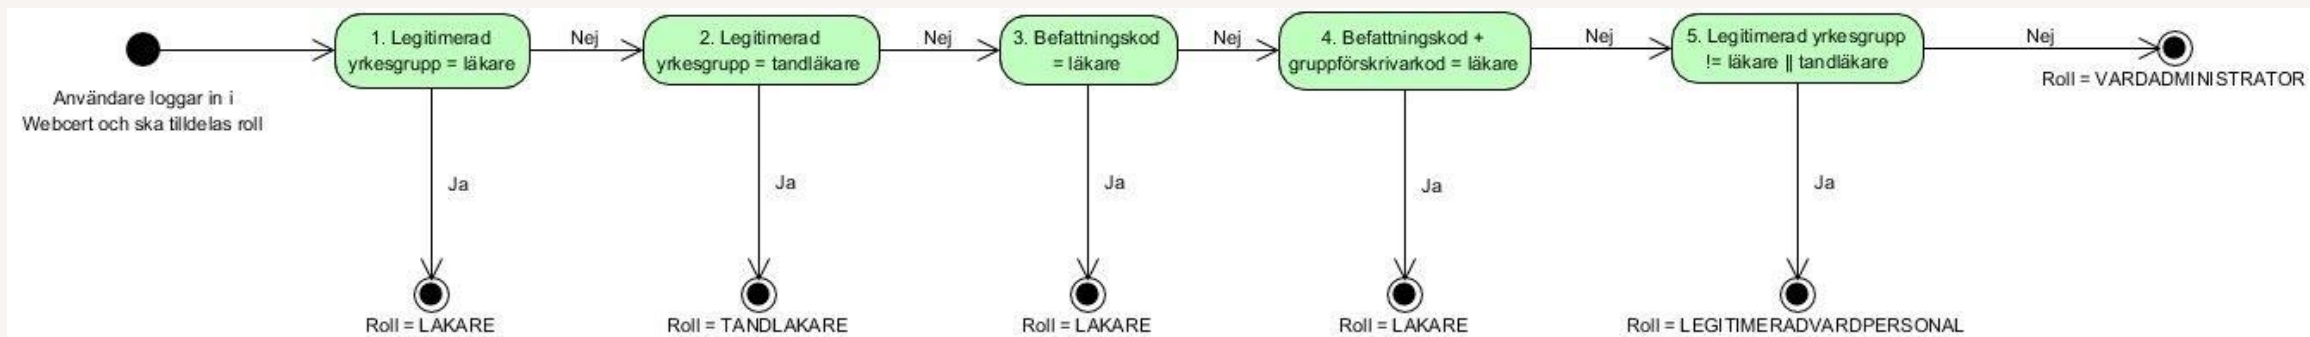 Användare loggar in i
Webcert och ska tilldelas roll
1. Legitimerad
yrkesgrupp = läkare
Nej
2. Legitimerad
yrkesgrupp = tandläkare
Nej
3. Befattningskod
= läkare
Nej
4. Befattningskod +
gruppförskrivarkod = läkare
Nej
5. Legitimerad yrkesgrupp
!= läkare || tandläkare
Nej
Roll = VARDADMINISTRATOR
Ja
Ja
Ja
Ja
Ja
Roll = LAKARE
Roll = TANDLAKARE
Roll = LAKARE
Roll = LAKARE
Roll = LEGITIMERADVARDPERSONAL